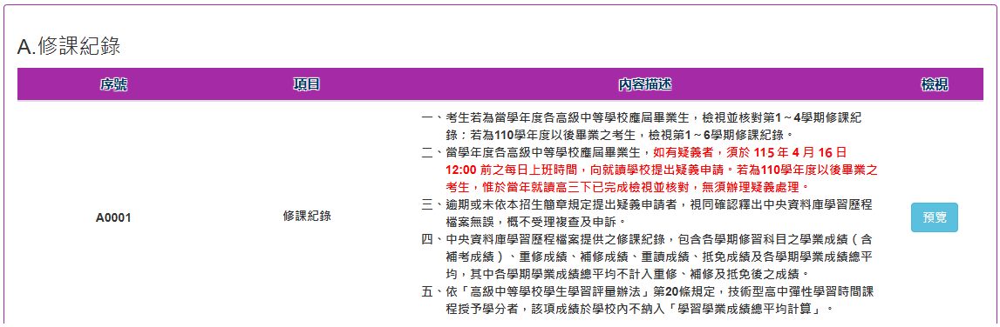 A.修課紀錄
序號 項目 內容描述 檢視
一、考生若為當學年度各高級中等學校應屆畢業生，檢視並核對第1～4學期修課紀
錄；若為110學年度以後畢業之考生，檢視第1～6學期修課紀錄。
二、當學年度各高級中等學校應屆畢業生，如有疑義者，須於 115 年 4 月 16 日
12:00 前之每日上班時間，向就讀學校提出疑義申請。若為110學年度以後畢業之
考生，惟於當年就讀高三下已完成檢視並核對，無須辦理疑義處理。
A0001 修課紀錄
三、逾期或未依本招生簡章規定提出疑義申請者，視同確認釋出中央資料庫學習歷程
檔案無誤，概不受理複查及申訴。
預覽
四、中央資料庫學習歷程檔案提供之修課紀錄，包含各學期修習科目之學業成績（含
補考成績）、重修成績、補修成績、重讀成績、抵免成績及各學期學業成績總平
均，其中各學期學業成績總平均不計入重修、補修及抵免後之成績。
五、依「高級中等學校學生學習評量辦法」第20條規定，技術型高中彈性學習時間課
程授予學分者，該項成績於學校內不納入「學習學業成績總平均計算」。